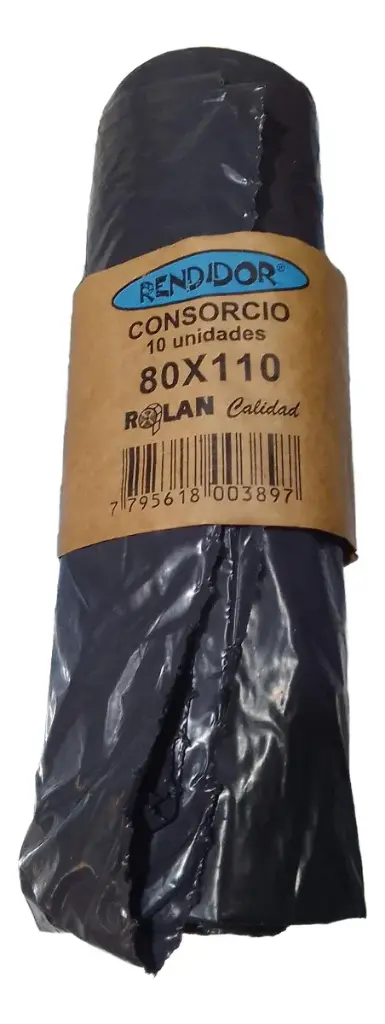 RENDIDOR®
CONSORCIO
10 unidades
80X110
ROLAN Calidad
7 795618 003897